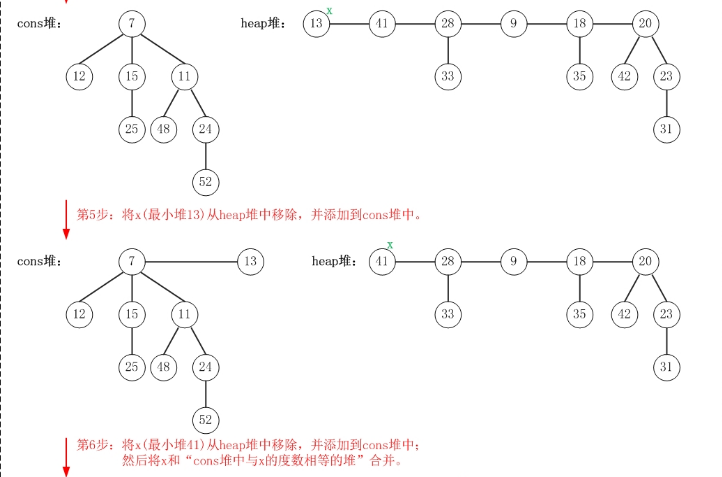 cons堆: 7 heap堆: 13 x 41 28 9 18 20
12 15 11 33 35 42 23
25 48 24 31
52
第5步: 将x(最小堆13)从heap堆中移除, 并添加到cons堆中。
cons堆: 7 13 heap堆: 41 x 28 9 18 20
12 15 11 33 35 42 23
25 48 24 31
52
第6步: 将x(最小堆41)从heap堆中移除, 并添加到cons堆中;
然后将x和“cons堆中与x的度数相等的堆”合并。